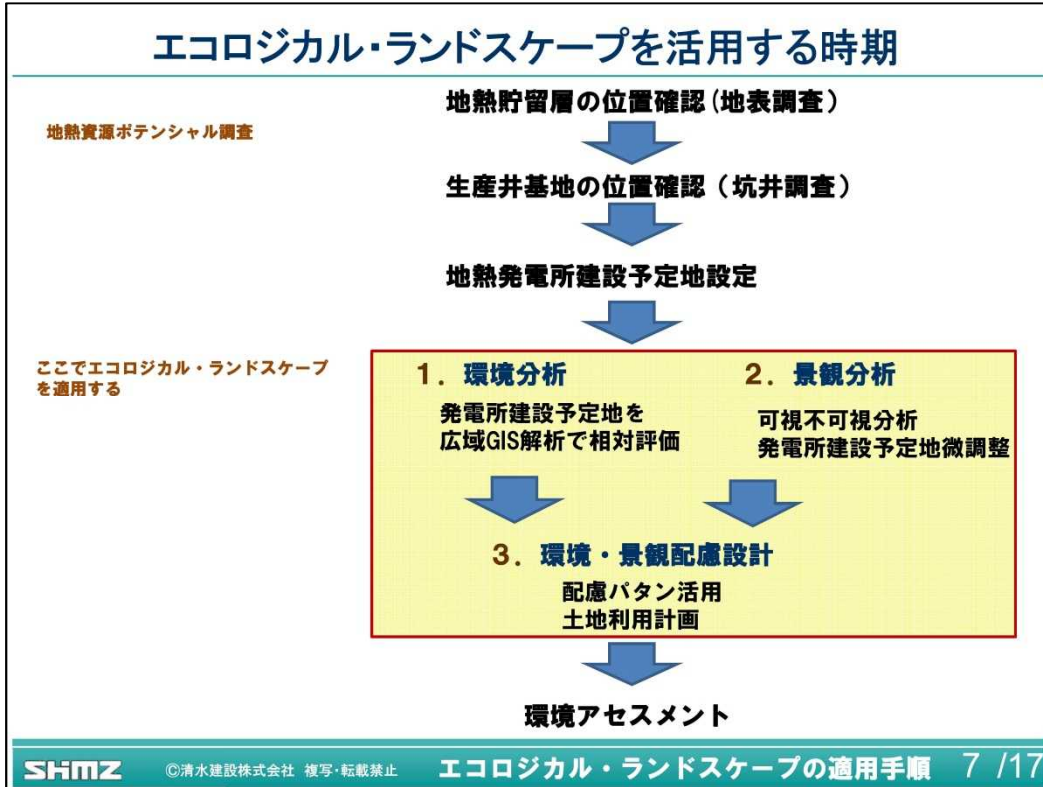 エコロジカル・ランドスケープを活用する時期
地熱貯留層の位置確認(地表調査)
地熱資源ポテンシャル調査
生産井基地の位置確認(坑井調査)
地熱発電所建設予定地設定
ここでエコロジカル・ランドスケープ
を適用する
1. 環境分析
発電所建設予定地を
広域GIS解析で相対評価
2. 景観分析
可視不可視分析
発電所建設予定地微調整
3. 環境・景観配慮設計
配慮パタン活用
土地利用計画
環境アセスメント
SHIMZ ©清水建設株式会社 複写・転載禁止 エコロジカル・ランドスケープの適用手順 7 /17